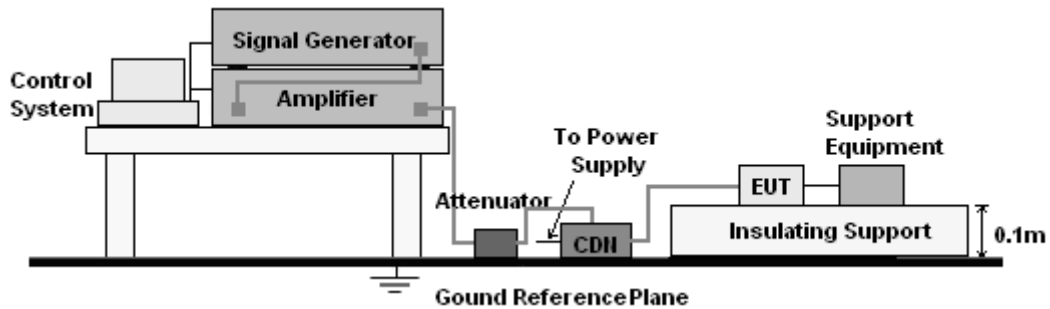 Signal Generator
Control
System
Amplifier
To Power
Supply
Support
Equipment
Attenuator
EUT
CDN
Insulating Support
0.1m
Gound Reference Plane